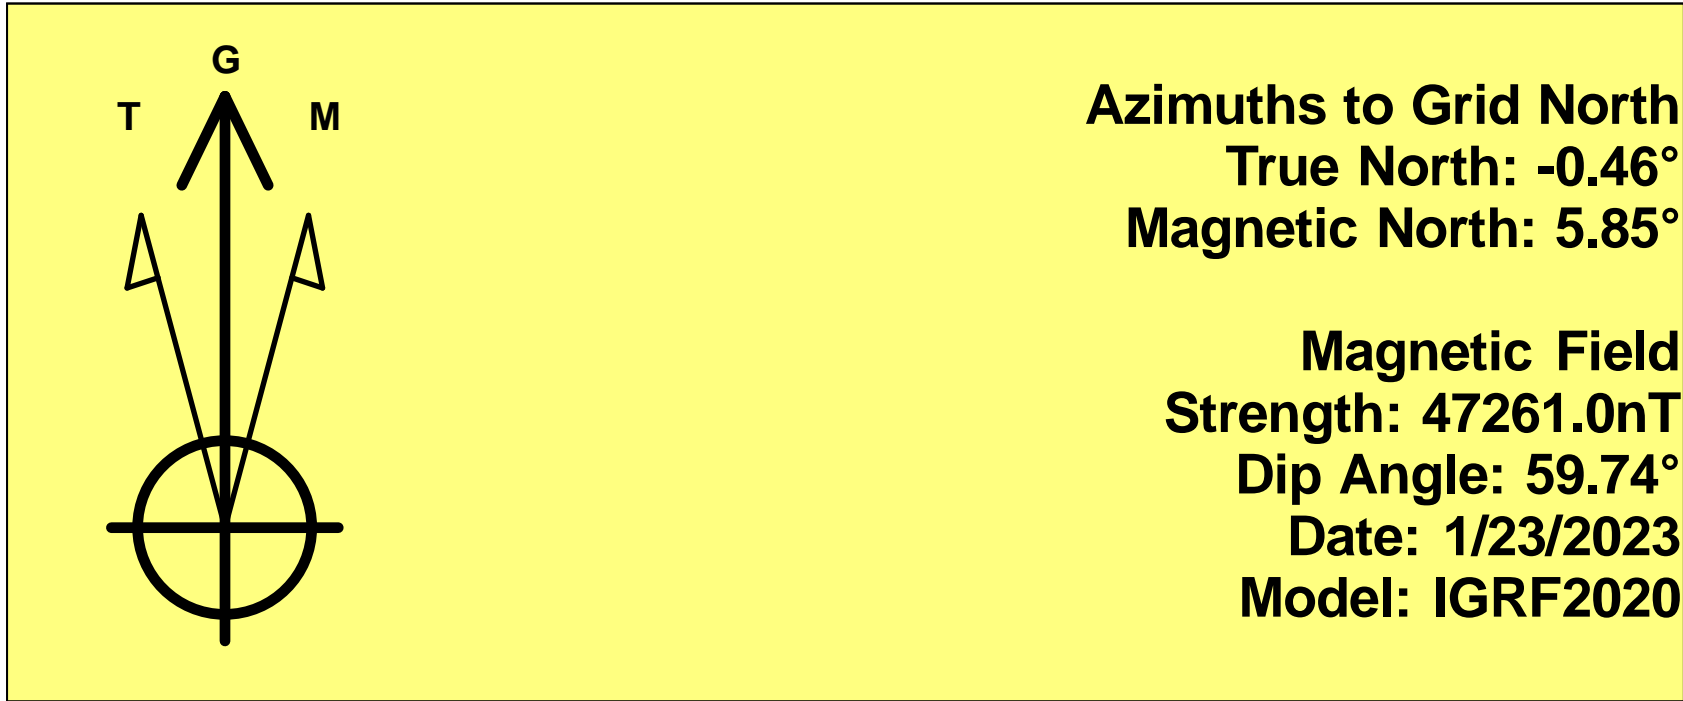 G
T M
Azimuths to Grid North
True North: -0.46°
Magnetic North: 5.85°
Magnetic Field
Strength: 47261.0nT
Dip Angle: 59.74°
Date: 1/23/2023
Model: IGRF2020